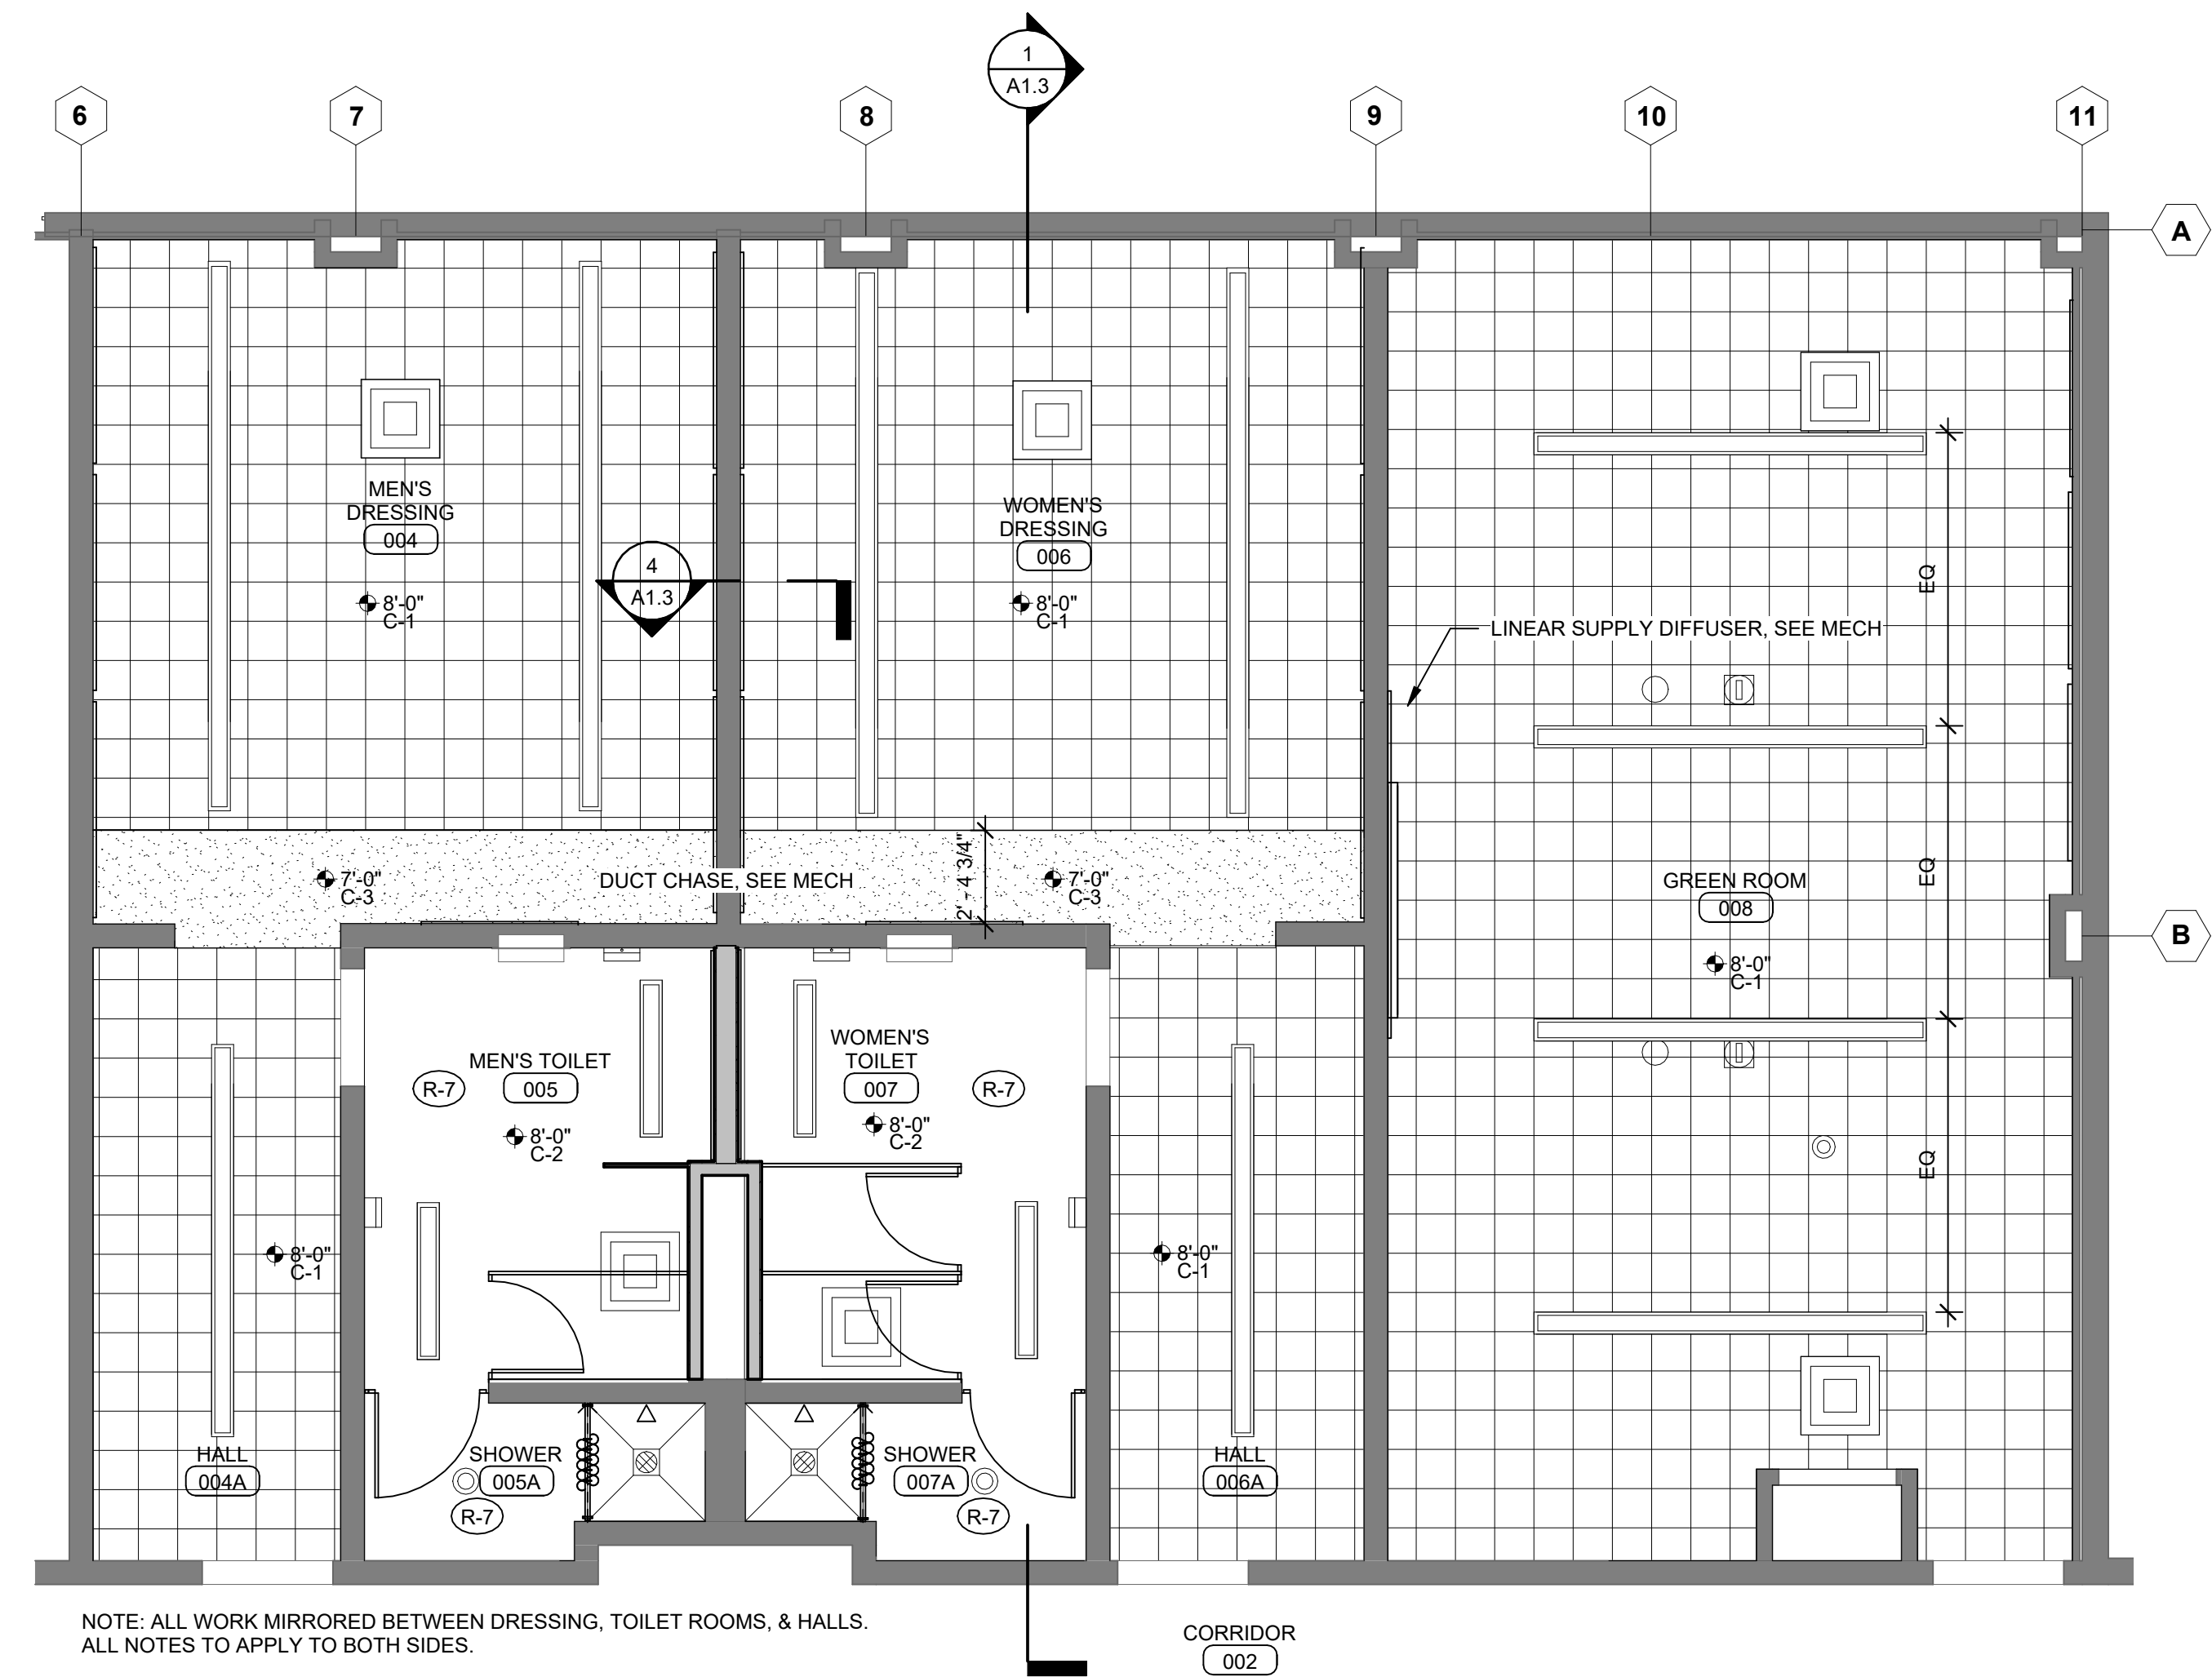 1
A1.3
6
7
8
9
10
11
A
MEN'S
DRESSING
004
8'-0"
C-1
WOMEN'S
DRESSING
006
8'-0"
C-1
4
A1.3
EQ
LINEAR SUPPLY DIFFUSER, SEE MECH
7'-0"
C-3
DUCT CHASE, SEE MECH
2' - 4 3/4"
7'-0"
C-3
GREEN ROOM
008
8'-0"
C-1
EQ
B
MEN'S TOILET
005
R-7
8'-0"
C-2
WOMEN'S
TOILET
007
R-7
8'-0"
C-2
EQ
8'-0"
C-1
8'-0"
C-1
HALL
004A
SHOWER
005A
R-7
SHOWER
007A
R-7
HALL
006A
NOTE: ALL WORK MIRRORED BETWEEN DRESSING, TOILET ROOMS, & HALLS.
ALL NOTES TO APPLY TO BOTH SIDES.
CORRIDOR
002